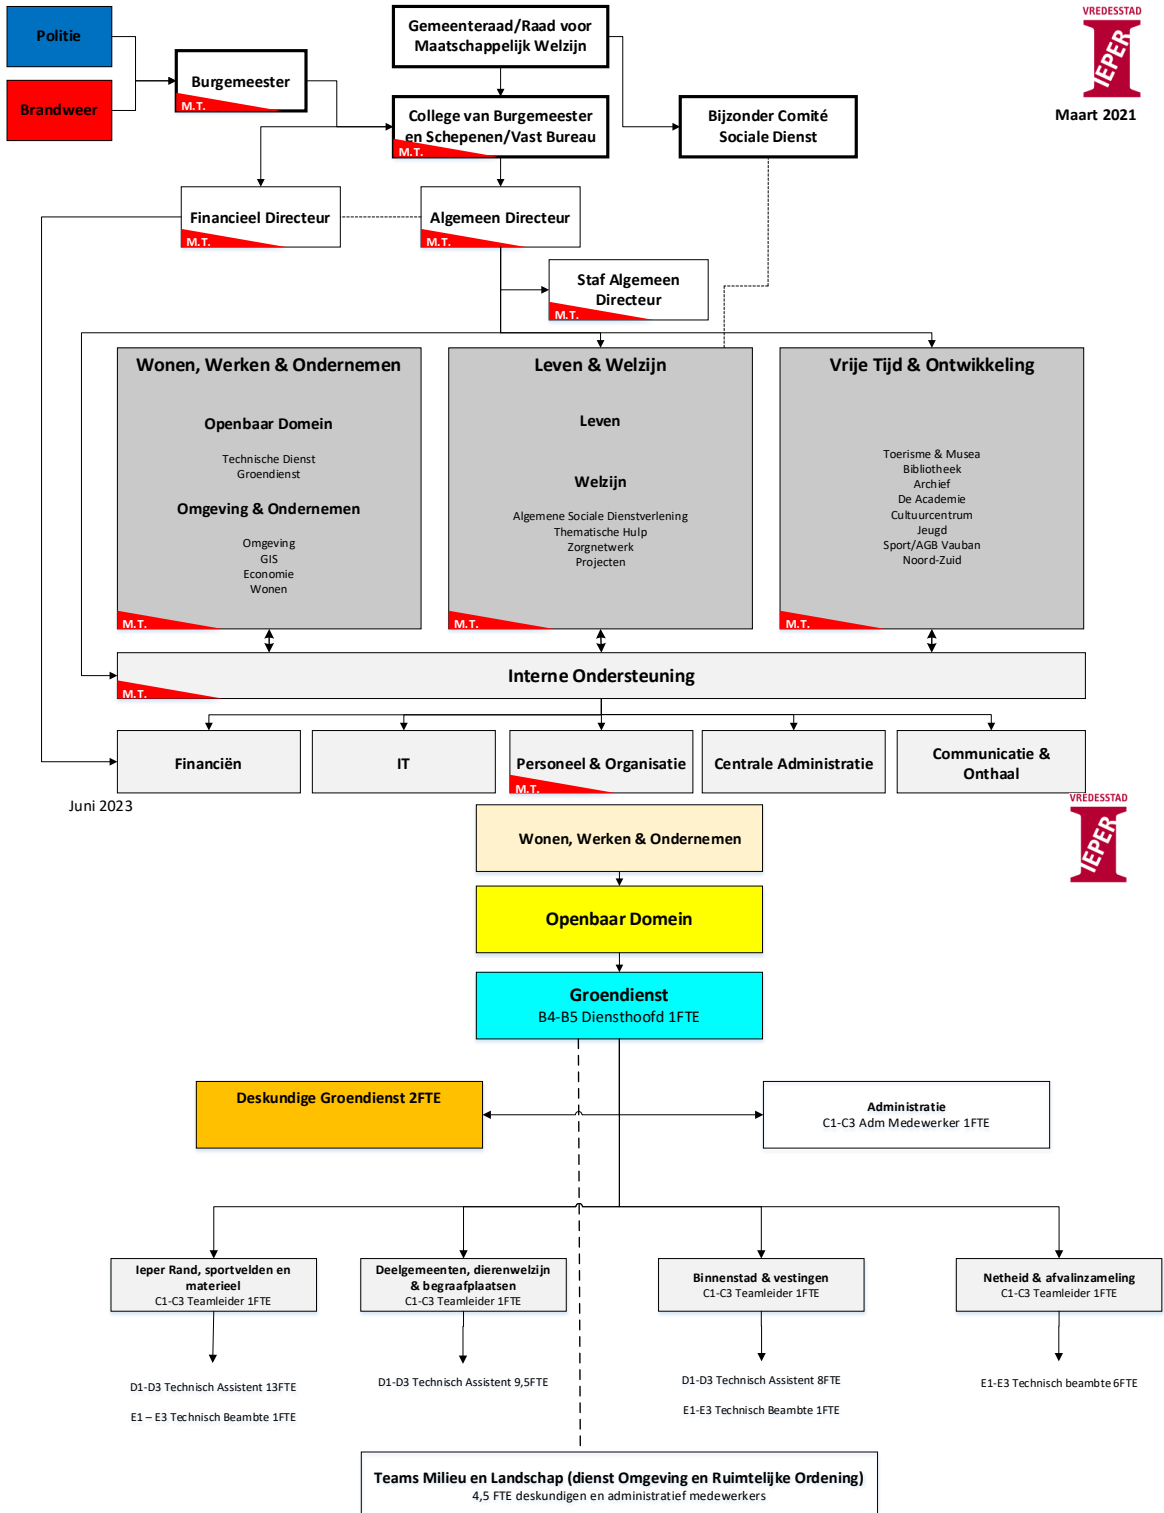 Politie
Brandweer
Burgemeester
M.T.
Gemeenteraad/Raad voor
Maatschappelijk Welzijn
College van Burgemeester
en Schepenen/Vast Bureau
M.T.
Bijzonder Comité
Sociale Dienst
VREDESSTAD
IEPER
Maart 2021
Financieel Directeur
M.T.
Algemeen Directeur
M.T.
Staf Algemeen
Directeur
M.T.
Wonen, Werken & Ondernemen
Openbaar Domein
Technische Dienst
Groendienst
Omgeving & Ondernemen
Omgeving
GIS
Economie
Wonen
M.T.
Leven & Welzijn
Leven
Welzijn
Algemene Sociale Dienstverlening
Thematische Hulp
Zorgnetwerk
Projecten
M.T.
Vrije Tijd & Ontwikkeling
Toerisme & Musea
Bibliotheek
Archief
De Academie
Cultuurcentrum
Jeugd
Sport/AGB Vauban
Noord-Zuid
M.T.
Interne Ondersteuning
M.T.
Financiën
IT
Personeel & Organisatie
M.T.
Centrale Administratie
Communicatie &
Onthaal
Juni 2023
VREDESSTAD
IEPER
Wonen, Werken & Ondernemen
Openbaar Domein
Groendienst
B4-B5 Diensthoofd 1FTE
Deskundige Groendienst 2FTE
Administratie
C1-C3 Adm Medewerker 1FTE
Ieper Rand, sportvelden en
materieel
C1-C3 Teamleider 1FTE
Deelgemeenten, dierenwelzijn
& begraafplaatsen
C1-C3 Teamleider 1FTE
Binnenstad & vestingen
C1-C3 Teamleider 1FTE
Netheid & afvalinzameling
C1-C3 Teamleider 1FTE
D1-D3 Technisch Assistent 13FTE
E1 – E3 Technisch Beambte 1FTE
D1-D3 Technisch Assistent 9,5FTE
D1-D3 Technisch Assistent 8FTE
E1-E3 Technisch Beambte 1FTE
E1-E3 Technisch beambte 6FTE
Teams Milieu en Landschap (dienst Omgeving en Ruimtelijke Ordening)
4,5 FTE deskundigen en administratief medewerkers